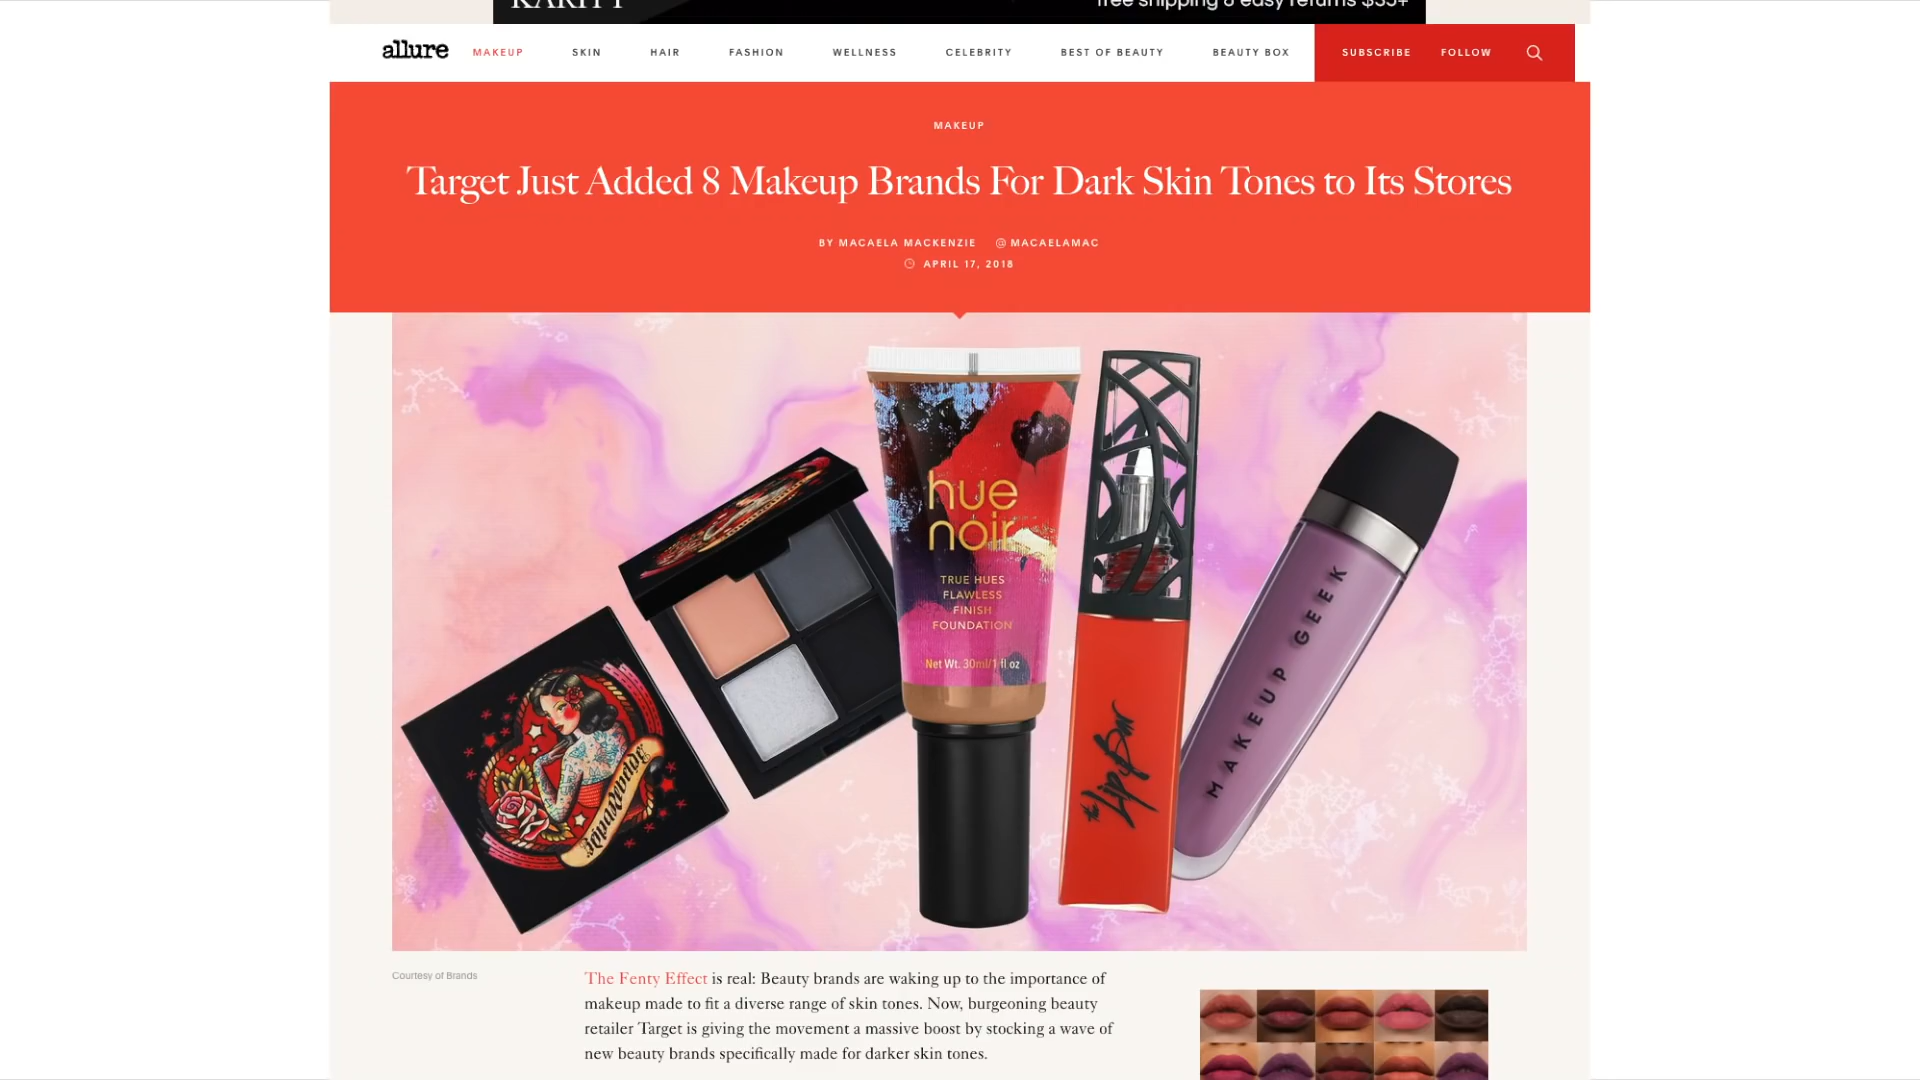 KARITY
free shipping & easy returns $35+
allure MAKEUP SKIN HAIR FASHION WELLNESS CELEBRITY BEST OF BEAUTY BEAUTY BOX SUBSCRIBE FOLLOW
MAKEUP
Target Just Added 8 Makeup Brands For Dark Skin Tones to Its Stores
BY MACAELA MACKENZIE @MACAELAMAC
APRIL 17, 2018
hue
noir
TRUE HUES
FLAWLESS
FINISH
FOUNDATION
Net Wt. 30ml/1 fl oz
the
Lip Bar
MAKEUP GEEK
Courtesy of Brands
The Fenty Effect is real: Beauty brands are waking up to the importance of
makeup made to fit a diverse range of skin tones. Now, burgeoning beauty
retailer Target is giving the movement a massive boost by stocking a wave of
new beauty brands specifically made for darker skin tones.